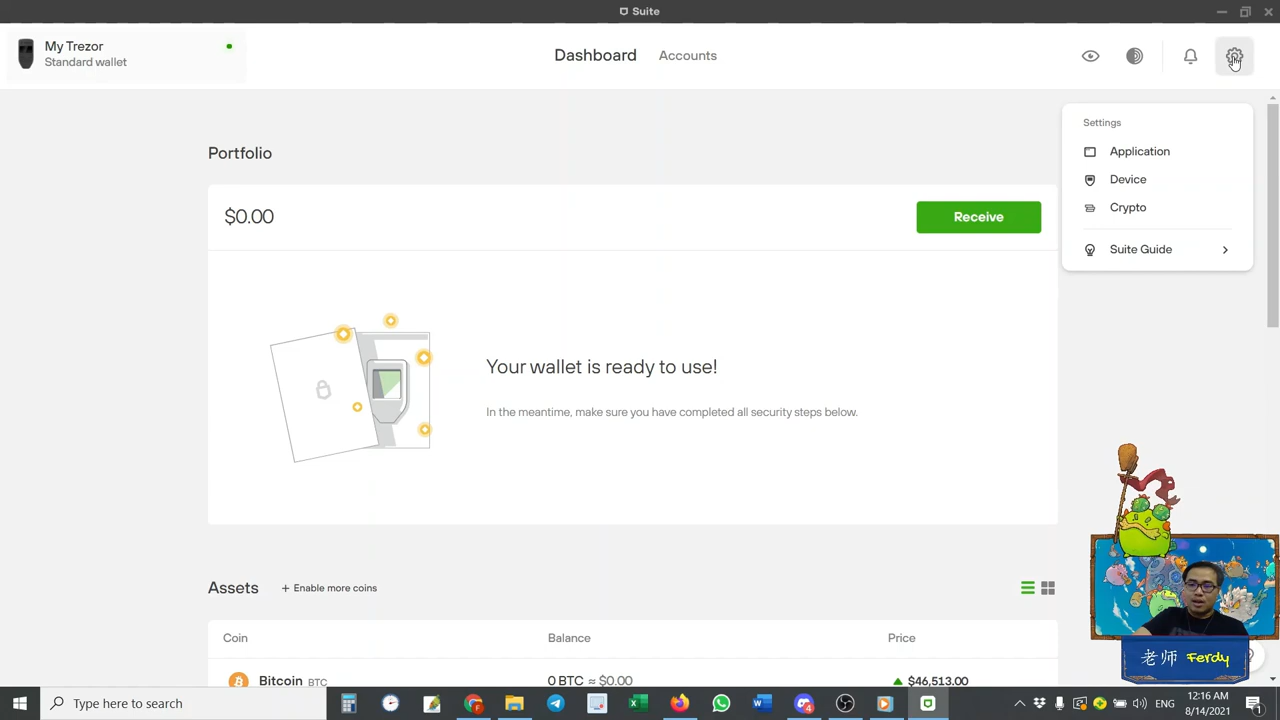 Suite
My Trezor
Standard wallet
Dashboard
Accounts
Settings
Application
Device
Crypto
Suite Guide
Portfolio
$0.00
Receive
Your wallet is ready to use!
In the meantime, make sure you have completed all security steps below.
Assets
+ Enable more coins
Coin
Balance
Price
Bitcoin BTC
0 BTC ≈ $0.00
$46,513.00
老师 Ferdy
Type here to search
ENG
12:16 AM
8/14/2021